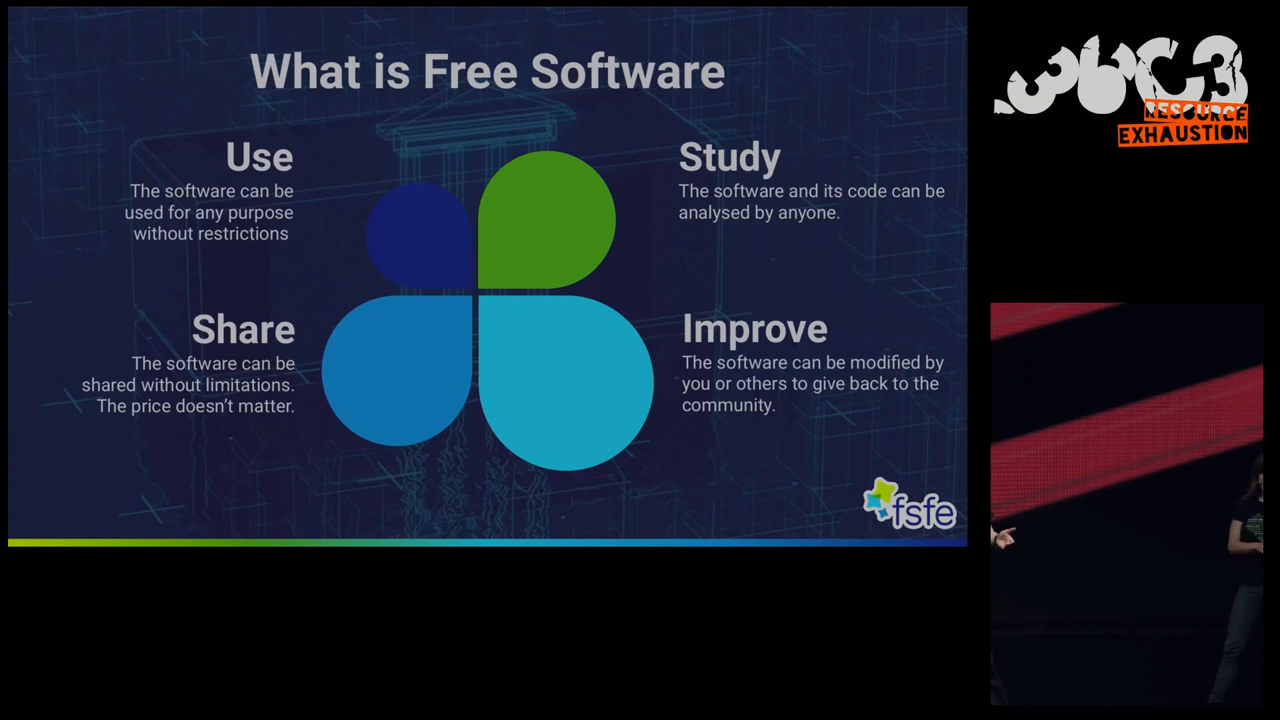 What is Free Software
Use
The software can be
used for any purpose
without restrictions
Study
The software and its code can be
analysed by anyone.
Share
The software can be
shared without limitations.
The price doesn't matter.
Improve
The software can be modified by
you or others to give back to the
community.
fsfe
36C3
RESOURCE
EXHAUSTION